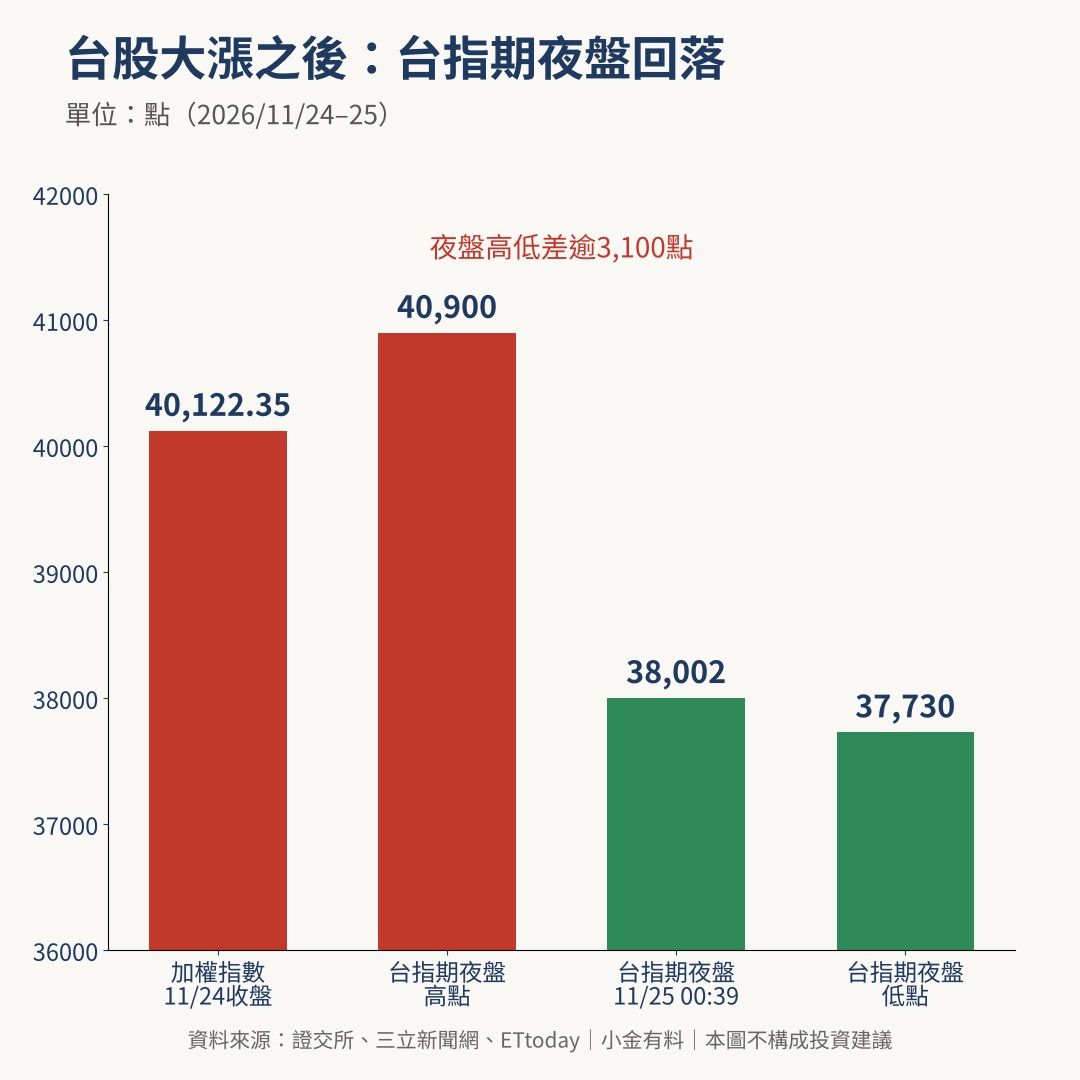 台股大漲之後：台指期夜盤回落
單位：點（2026/11/24–25）
42000
41000
40000
39000
38000
37000
36000
夜盤高低差逾3,100點
40,122.35
40,900
38,002
37,730
加權指數
11/24收盤
台指期夜盤
高點
台指期夜盤
11/25 00:39
台指期夜盤
低點
資料來源：證交所、三立新聞網、ETtoday｜小金有料｜本圖不構成投資建議